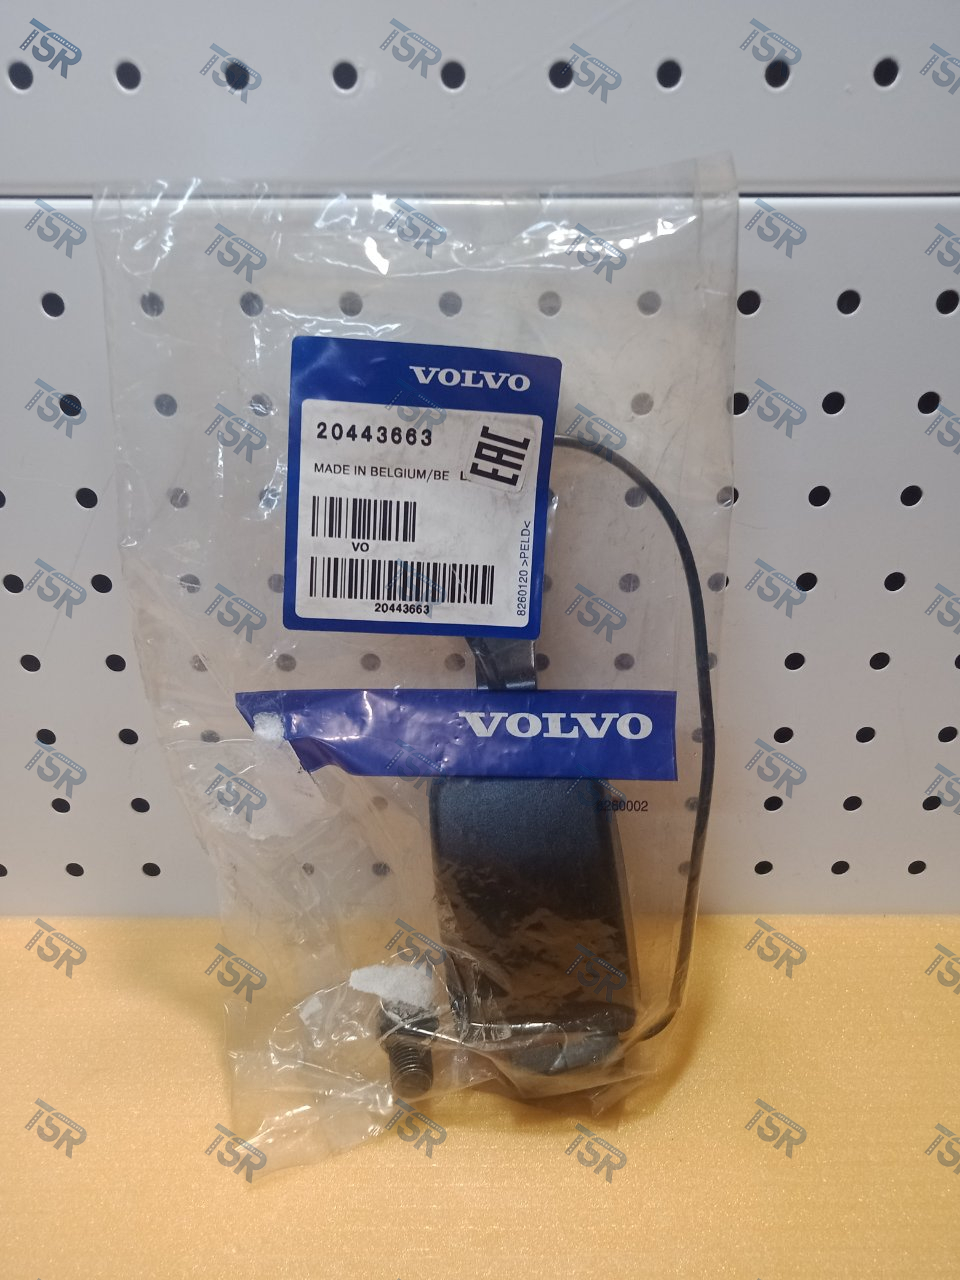 VOLVO
20443663
EAC
MADE IN BELGIUM/BE
VO
20443663
8260120 >PELD<
VOLVO
8260002
TSR